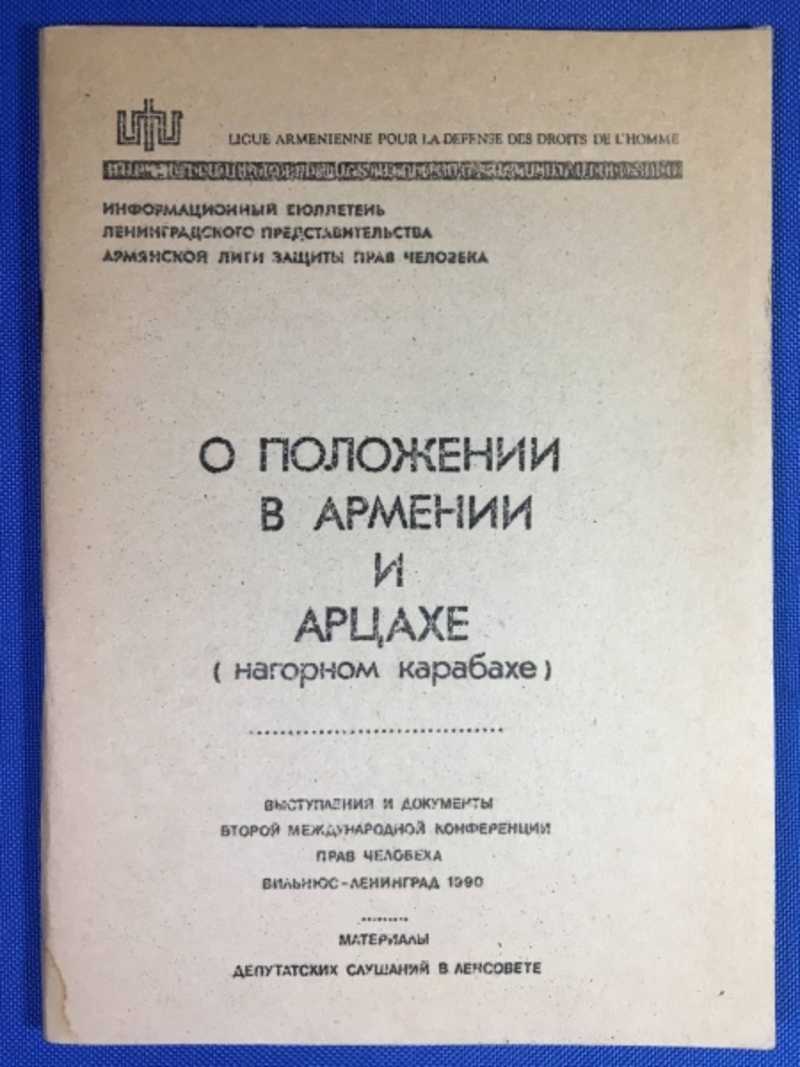 LIGUE ARMENIENNE POUR LA DEFENSE DES DROITS DE L'HOMME
ИНФОРМАЦИОННЫЙ БЮЛЛЕТЕНЬ
ЛЕНИНГРАДСКОГО ПРЕДСТАВИТЕЛЬСТВА
АРМЯНСКОЙ ЛИГИ ЗАЩИТЫ ПРАВ ЧЕЛОВЕКА
О ПОЛОЖЕНИИ
В АРМЕНИИ
И
АРЦАХЕ
( нагорном карабахе )
ВЫСТУПЛЕНИЯ И ДОКУМЕНТЫ
ВТОРОЙ МЕЖДУНАРОДНОЙ КОНФЕРЕНЦИИ
ПРАВ ЧЕЛОВЕКА
ВИЛЬНЮС-ЛЕНИНГРАД 1990
МАТЕРИАЛЫ
ДЕПУТАТСКИХ СЛУШАНИЙ В ЛЕНСОВЕТЕ